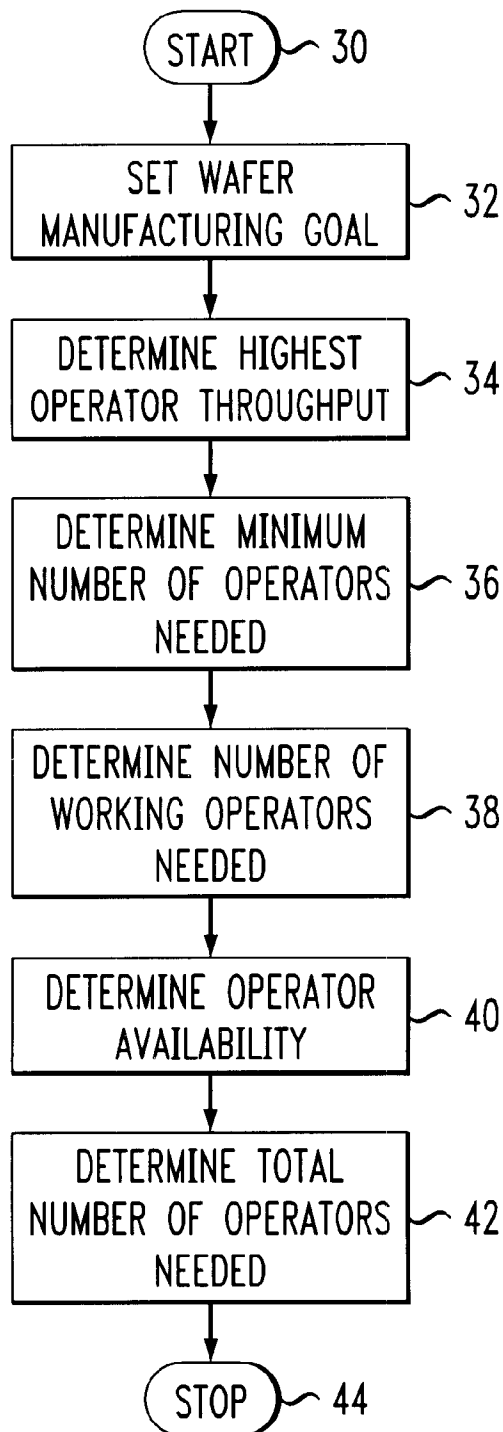 START 30
SET WAFER
MANUFACTURING GOAL 32
DETERMINE HIGHEST
OPERATOR THROUGHPUT 34
DETERMINE MINIMUM
NUMBER OF OPERATORS 36
NEEDED
DETERMINE NUMBER OF
WORKING OPERATORS 38
NEEDED
DETERMINE OPERATOR
AVAILABILITY 40
DETERMINE TOTAL
NUMBER OF OPERATORS 42
NEEDED
STOP 44